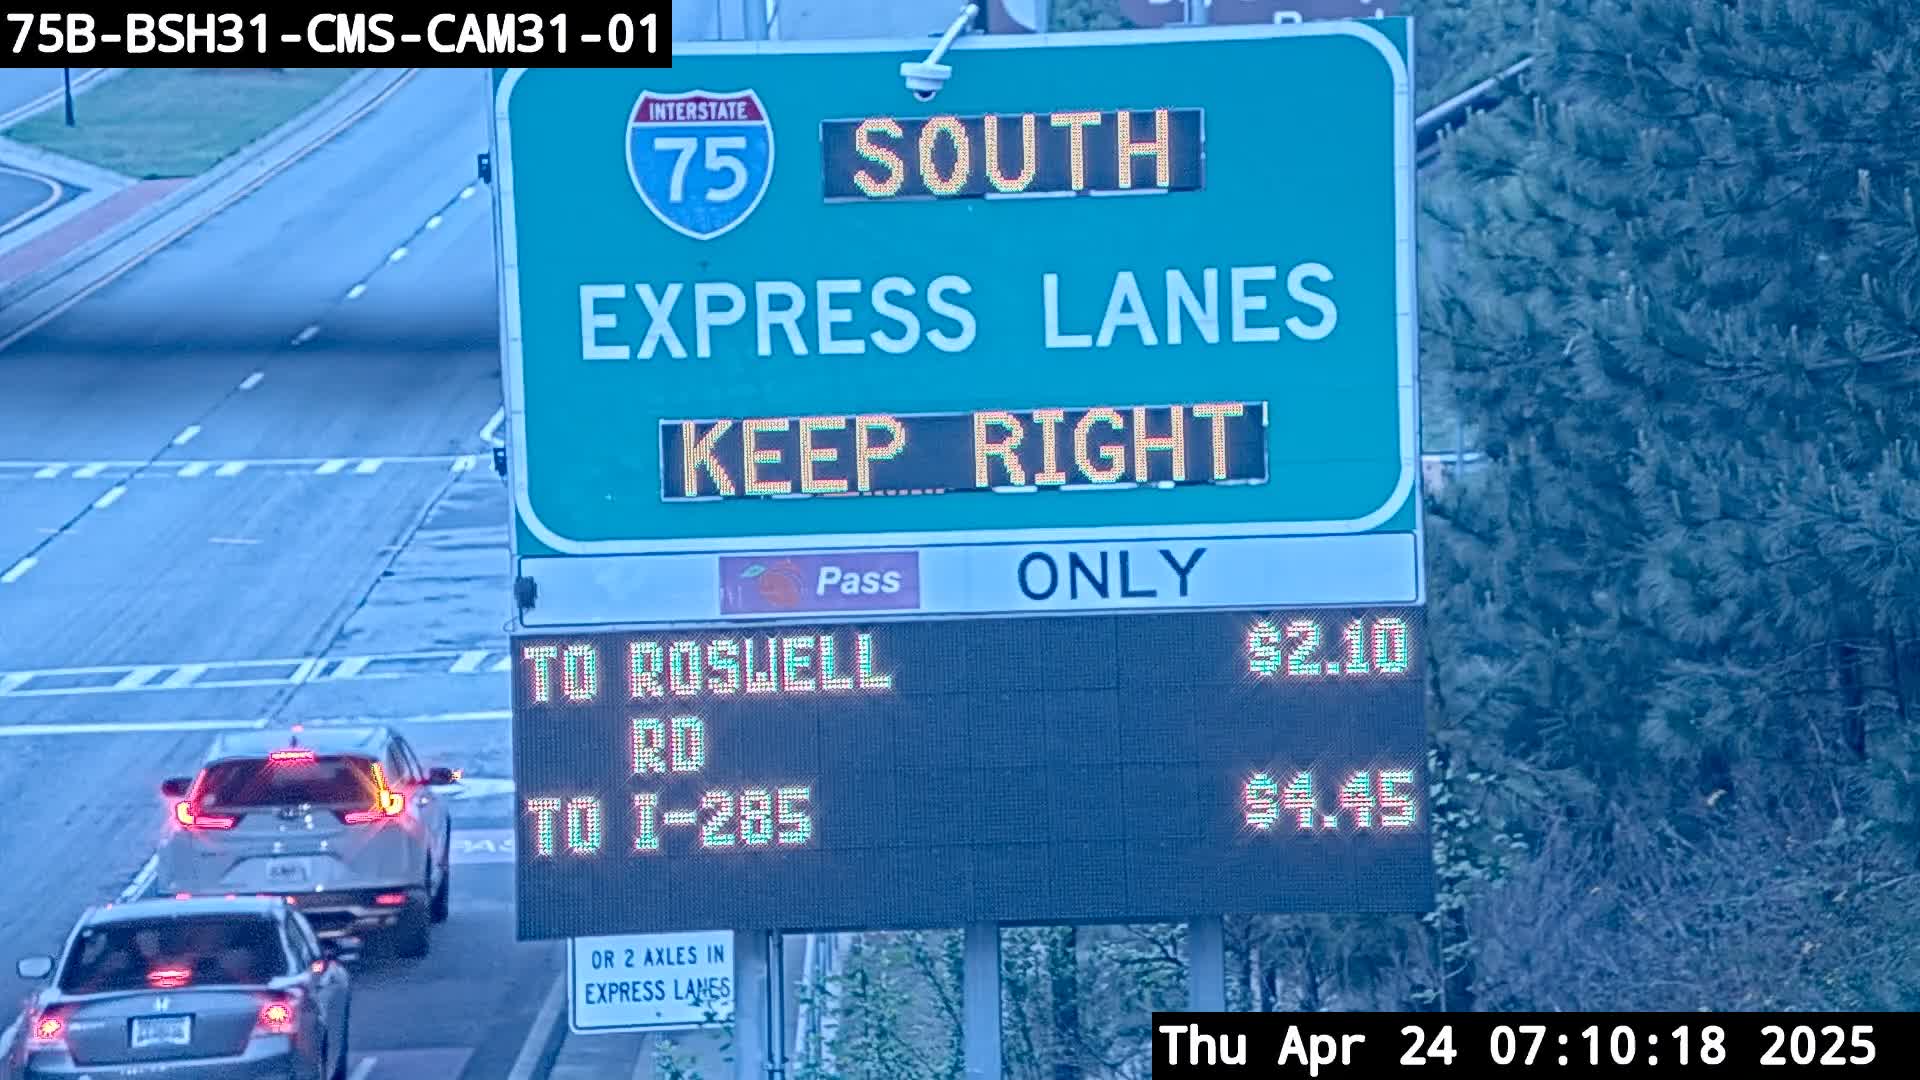 75B-BSH31-CMS-CAM31-01
INTERSTATE
75
SOUTH
EXPRESS LANES
KEEP RIGHT
Pass ONLY
TO ROSWELL $2.10
RD
TO I-285 $4.45
OR 2 AXLES IN
EXPRESS LANES
Thu Apr 24 07:10:18 2025